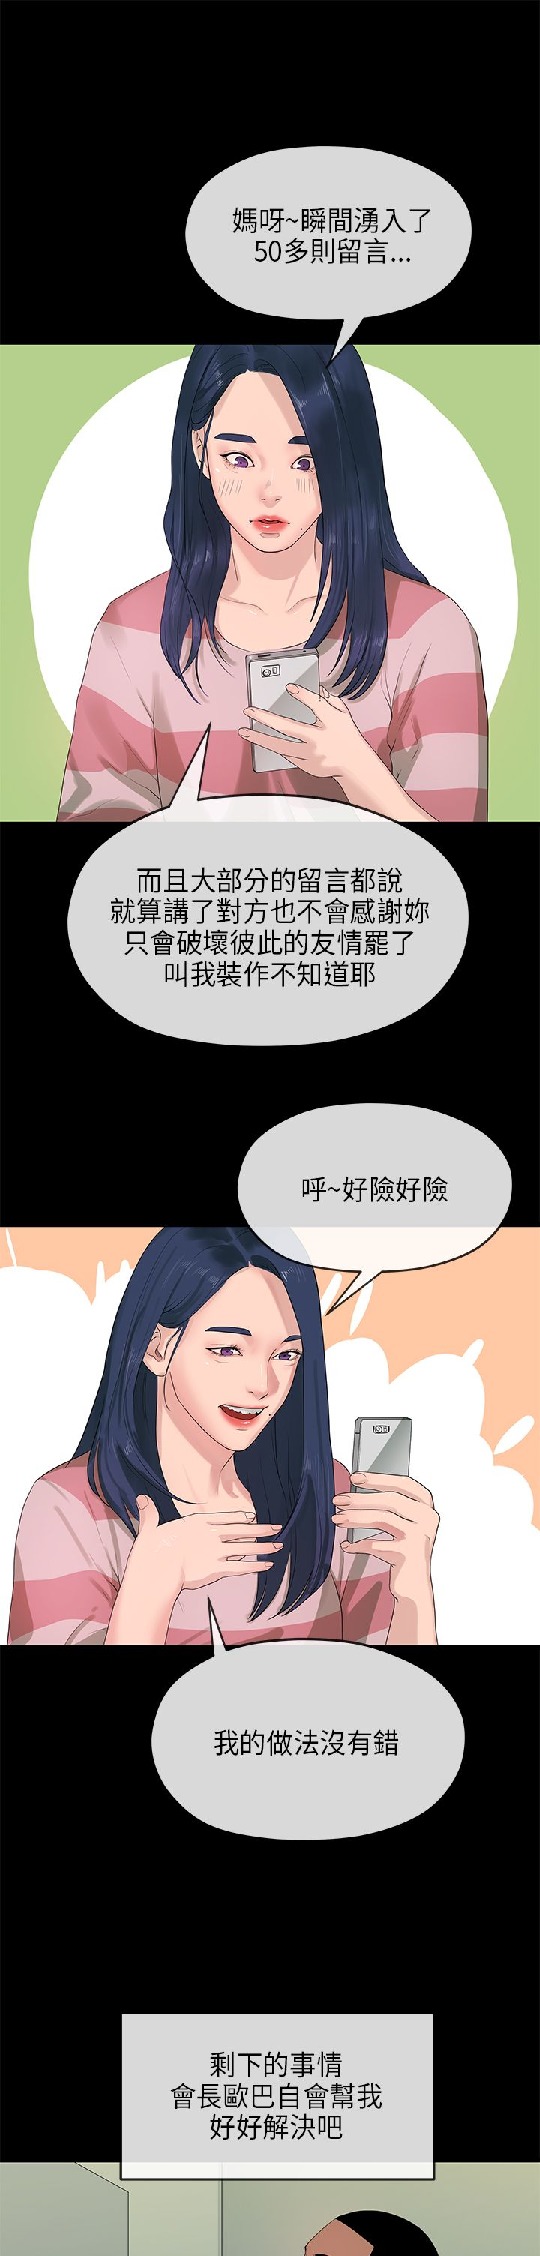 媽呀~瞬間湧入了
50多則留言...
而且大部分的留言都說
就算講了對方也不會感謝妳
只會破壞彼此的友情罷了
叫我裝作不知道耶
呼~好險好險
我的做法沒有錯
剩下的事情
會長歐巴自會幫我
好好解決吧